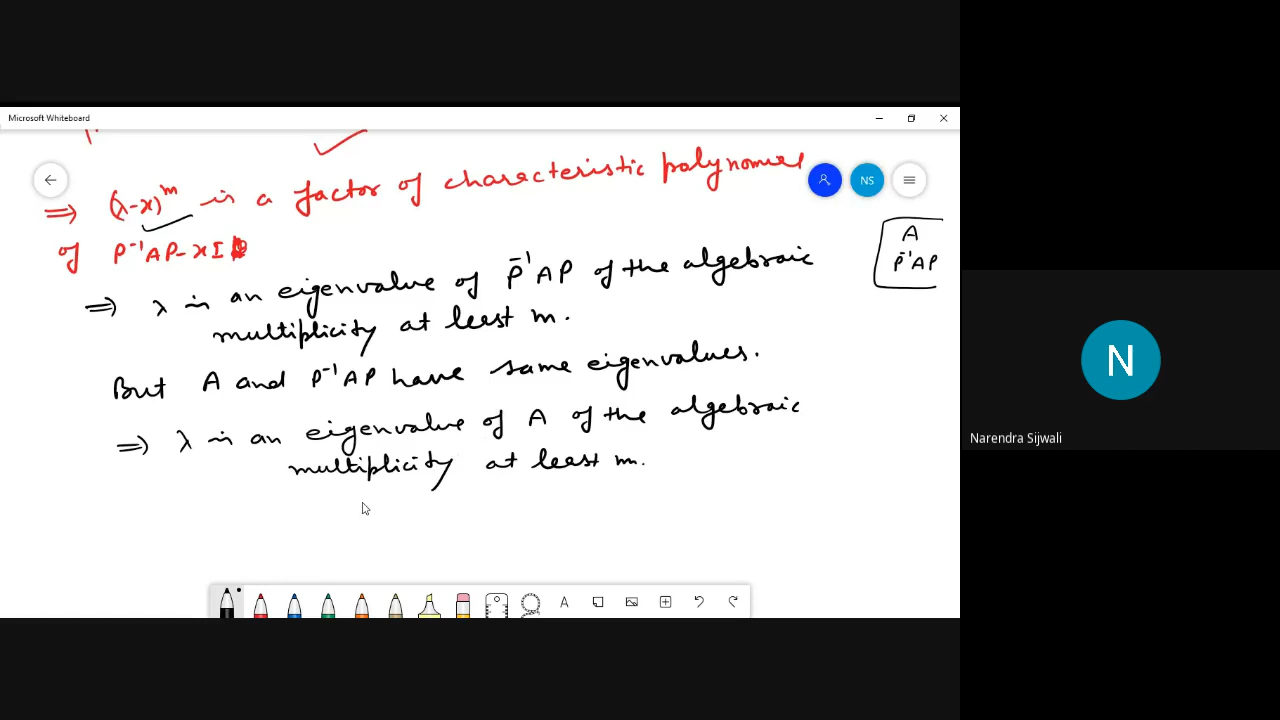 Microsoft Whiteboard
⇒ (λ-x)^m is a factor of characteristic polynomial
of P⁻¹AP-xI
NS
A
P⁻¹AP
⇒ λ is an eigenvalue of P⁻¹AP of the algebraic
multiplicity at least m.
But A and P⁻¹AP have same eigenvalues.
⇒ λ is an eigenvalue of A of the algebraic
multiplicity at least m.
A
N
Narendra Sijwali